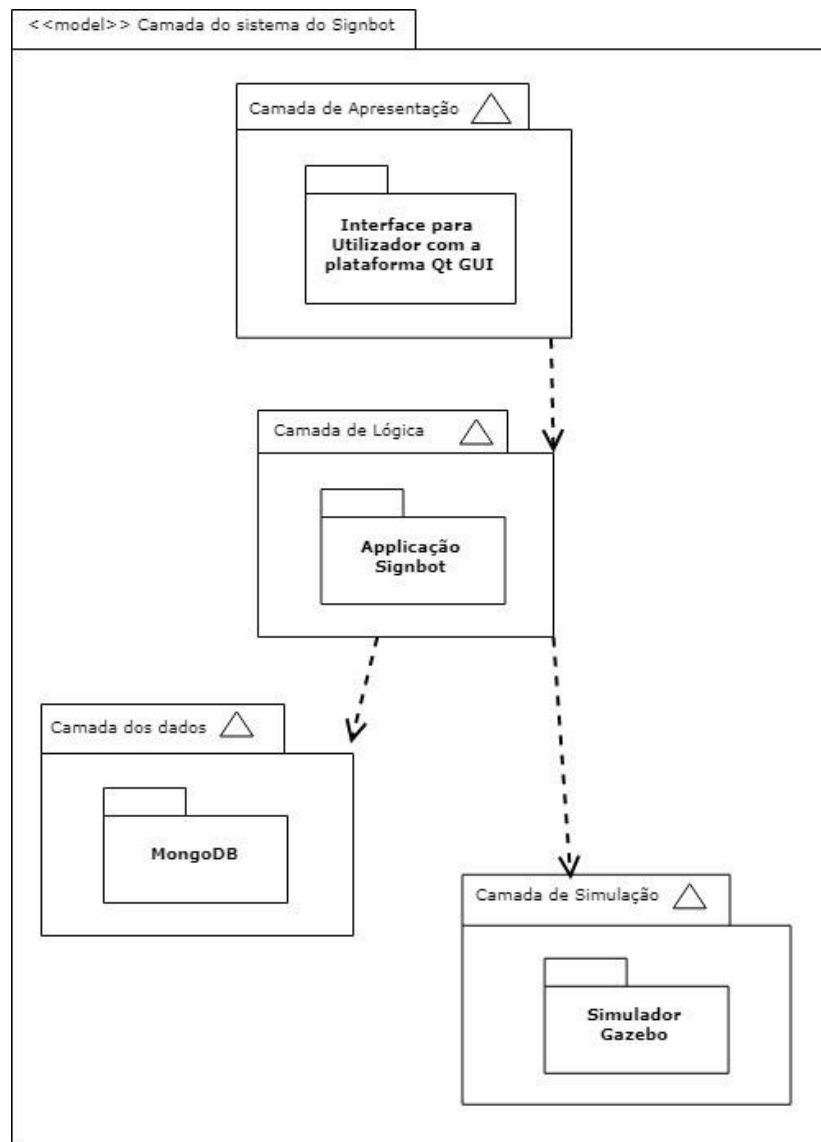 <<model>> Camada do sistema do Signbot
Camada de Apresentação
Interface para
Utilizador com a
plataforma Qt GUI
Camada de Lógica
Applicação
Signbot
Camada dos dados
MongoDB
Camada de Simulação
Simulador
Gazebo